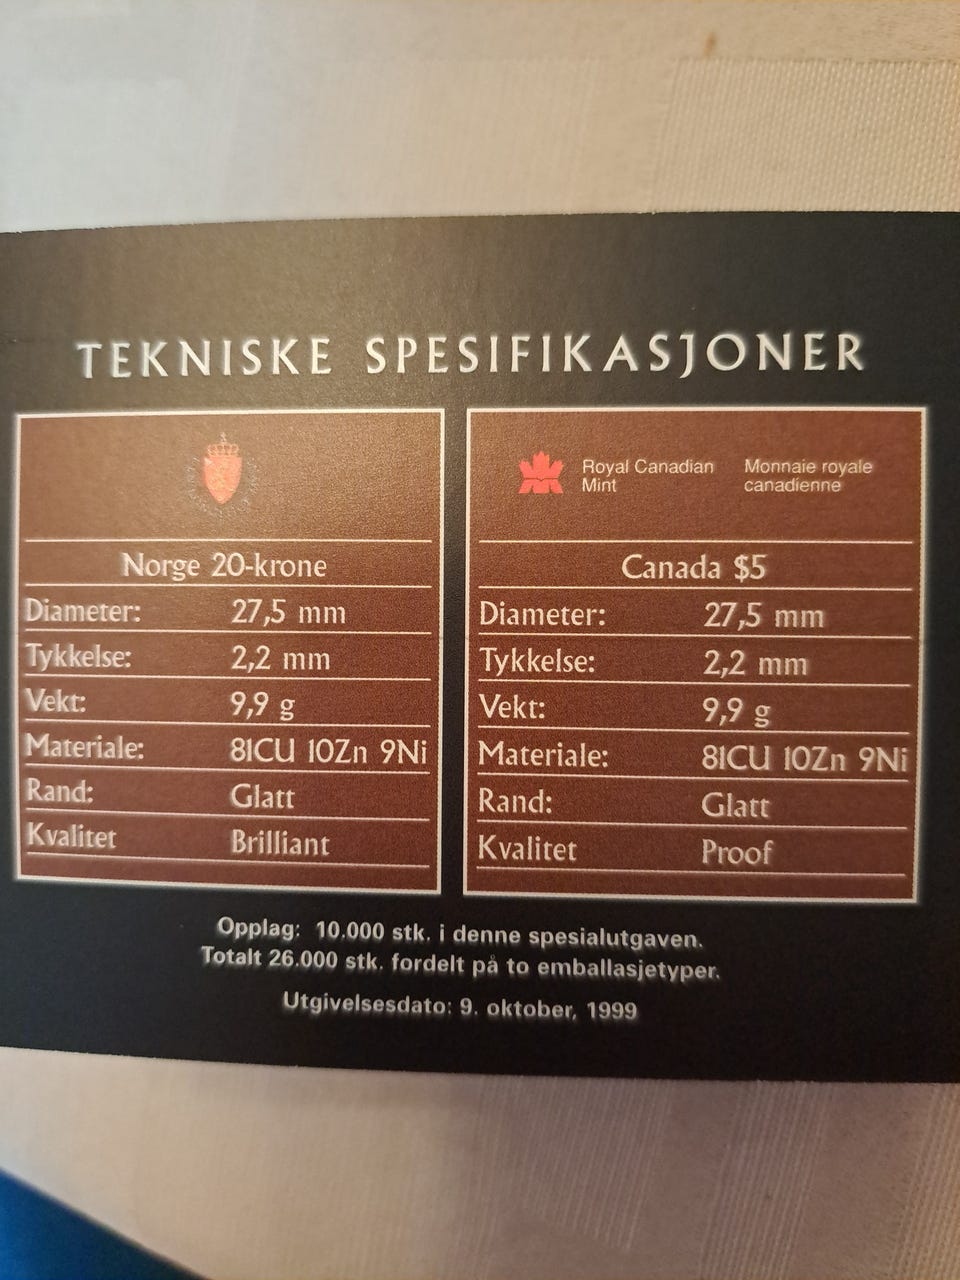 TEKNISKE SPESIFIKASJONER
Norge 20-krone
Diameter: 27,5 mm
Tykkelse: 2,2 mm
Vekt: 9,9 g
Materiale: 81CU 10Zn 9Ni
Rand: Glatt
Kvalitet Brilliant
Royal Canadian Mint
Monnaie royale canadienne
Canada $5
Diameter: 27,5 mm
Tykkelse: 2,2 mm
Vekt: 9,9 g
Materiale: 81CU 10Zn 9Ni
Rand: Glatt
Kvalitet Proof
Opplag: 10.000 stk. i denne spesialutgaven.
Totalt 26.000 stk. fordelt på to emballasjetyper.
Utgivelsesdato: 9. oktober, 1999